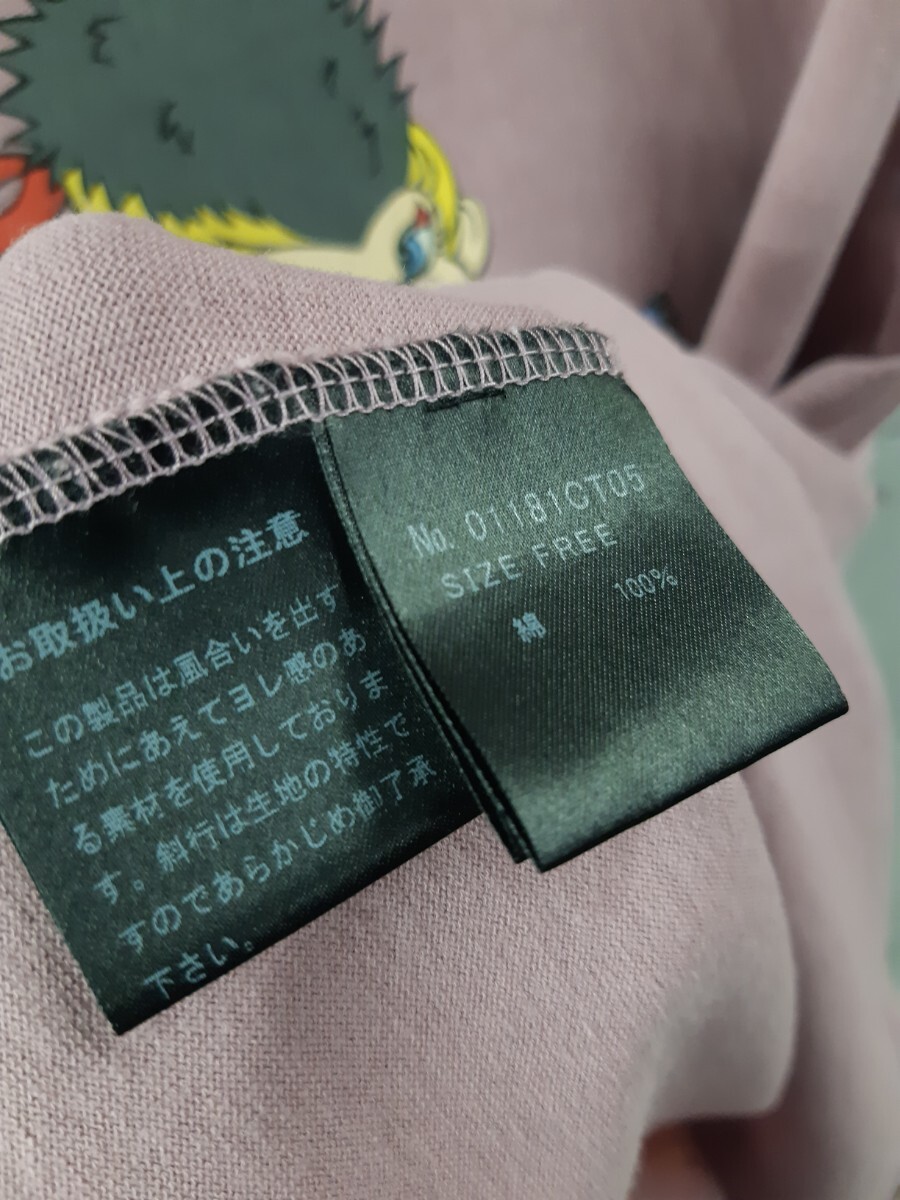 お取扱い上の注意
この製品は風合いを出す
ためにあえてヨレ感のあ
る素材を使用しておりま
す。斜行は生地の特性で
すのであらかじめ御了承
下さい。
No. 01181CT05
SIZE FREE
綿 100%